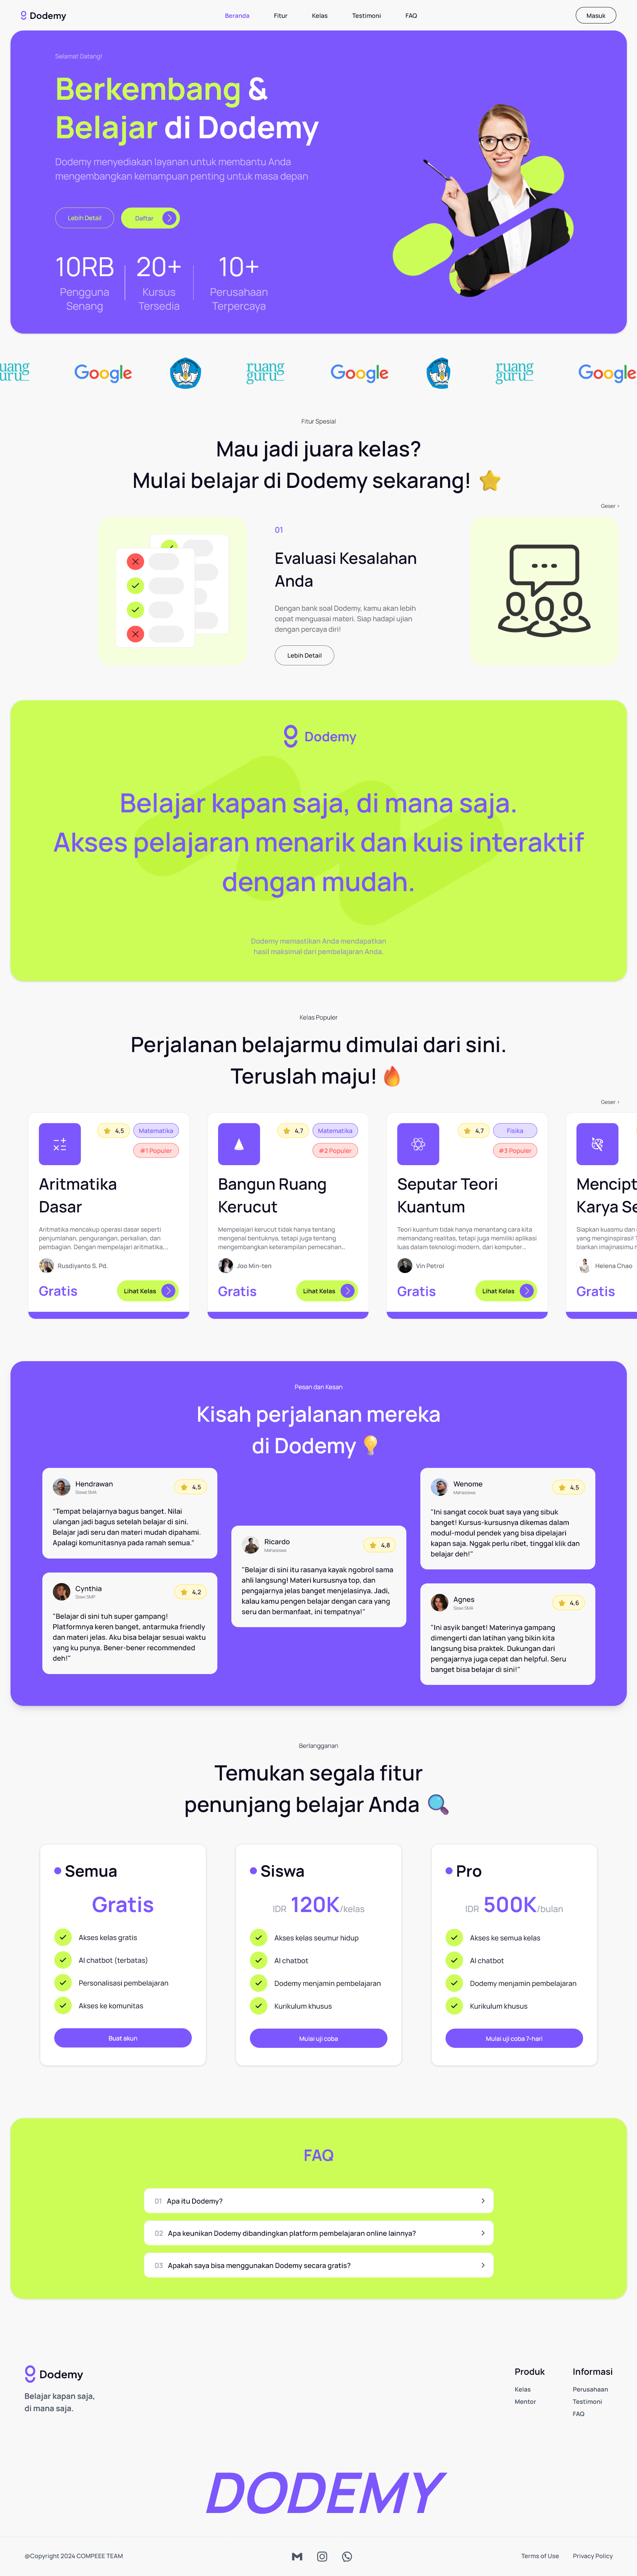 Dodemy
Beranda
Fitur
Kelas
Testimoni
FAQ
Masuk
Selamat Datang!
Berkembang &
Belajar di Dodemy
Dodemy menyediakan layanan untuk membantu Anda
mengembangkan kemampuan penting untuk masa depan
Lebih Detail
Daftar
10RB
Pengguna
Senang
20+
Kursus
Tersedia
10+
Perusahaan
Terpercaya
uang
uru
Google
ruang
guru
Google
ruang
guru
Google
Fitur Spesial
Mau jadi juara kelas?
Mulai belajar di Dodemy sekarang!
Geser ›
01
Evaluasi Kesalahan
Anda
Dengan bank soal Dodemy, kamu akan lebih
cepat menguasai materi. Siap hadapi ujian
dengan percaya diri!
Lebih Detail
Dodemy
Belajar kapan saja, di mana saja.
Akses pelajaran menarik dan kuis interaktif
dengan mudah.
Dodemy memastikan Anda mendapatkan
hasil maksimal dari pembelajaran Anda.
Kelas Populer
Perjalanan belajarmu dimulai dari sini.
Teruslah maju!
Geser ›
4,5
Matematika
#1 Populer
Aritmatika
Dasar
Aritmatika mencakup operasi dasar seperti
penjumlahan, pengurangan, perkalian, dan
pembagian. Dengan mempelajari aritmatika,...
Rusdiyanto S. Pd.
Gratis
Lihat Kelas
4,7
Matematika
#2 Populer
Bangun Ruang
Kerucut
Mempelajari kerucut tidak hanya tentang
mengenal bentuknya, tetapi juga tentang
mengembangkan keterampilan pemecahan...
Joo Min-ten
Gratis
Lihat Kelas
4,7
Fisika
#3 Populer
Seputar Teori
Kuantum
Teori kuantum tidak hanya menantang cara kita
memandang realitas, tetapi juga memiliki aplikasi
luas dalam teknologi modern, dari komputer...
Vin Petrol
Gratis
Lihat Kelas
Mencipt
Karya Se
Siapkan kuasmu dan
yang menginspirasi! T
biarkan imajinasimu m
Helena Chao
Gratis
Pesan dan Kesan
Kisah perjalanan mereka
di Dodemy
Hendrawan
Siswa SMA
4,5
"Tempat belajarnya bagus banget. Nilai
ulangan jadi bagus setelah belajar di sini.
Belajar jadi seru dan materi mudah dipahami.
Apalagi komunitasnya pada ramah semua."
Cynthia
Siswi SMP
4,2
"Belajar di sini tuh super gampang!
Platformnya keren banget, antarmuka friendly
dan materi jelas. Aku bisa belajar sesuai waktu
yang ku punya. Bener-bener recommended
deh!"
Ricardo
Mahasiswa
4,8
"Belajar di sini itu rasanya kayak ngobrol sama
ahli langsung! Materi kursusnya top, dan
pengajarnya jelas banget menjelasinya. Jadi,
kalau kamu pengen belajar dengan cara yang
seru dan bermanfaat, ini tempatnya!"
Wenome
Mahasiswa
4,5
"Ini sangat cocok buat saya yang sibuk
banget! Kursus-kursusnya dikemas dalam
modul-modul pendek yang bisa dipelajari
kapan saja. Nggak perlu ribet, tinggal klik dan
belajar deh!"
Agnes
Siswi SMA
4,6
"Ini asyik banget! Materinya gampang
dimengerti dan latihan yang bikin kita
langsung bisa praktek. Dukungan dari
pengajarnya juga cepat dan helpful. Seru
banget bisa belajar di sini!"
Berlangganan
Temukan segala fitur
penunjang belajar Anda
Semua
Gratis
Akses kelas gratis
AI chatbot (terbatas)
Personalisasi pembelajaran
Akses ke komunitas
Buat akun
Siswa
IDR 120K/kelas
Akses kelas seumur hidup
AI chatbot
Dodemy menjamin pembelajaran
Kurikulum khusus
Mulai uji coba
Pro
IDR 500K/bulan
Akses ke semua kelas
AI chatbot
Dodemy menjamin pembelajaran
Kurikulum khusus
Mulai uji coba 7-hari
FAQ
01 Apa itu Dodemy?
02 Apa keunikan Dodemy dibandingkan platform pembelajaran online lainnya?
03 Apakah saya bisa menggunakan Dodemy secara gratis?
Dodemy
Belajar kapan saja,
di mana saja.
Produk
Kelas
Mentor
Informasi
Perusahaan
Testimoni
FAQ
DODEMY
@Copyright 2024 COMPEEE TEAM
Terms of Use
Privacy Policy